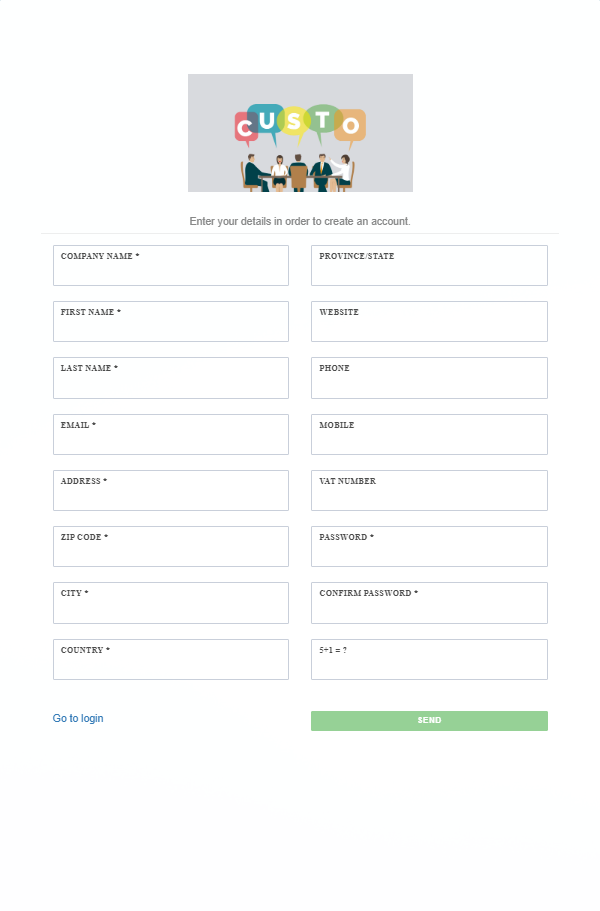 CUSTO
Enter your details in order to create an account.
COMPANY NAME *
PROVINCE/STATE
FIRST NAME *
WEBSITE
LAST NAME *
PHONE
EMAIL *
MOBILE
ADDRESS *
VAT NUMBER
ZIP CODE *
PASSWORD *
CITY *
CONFIRM PASSWORD *
COUNTRY *
5+1 = ?
Go to login
SEND